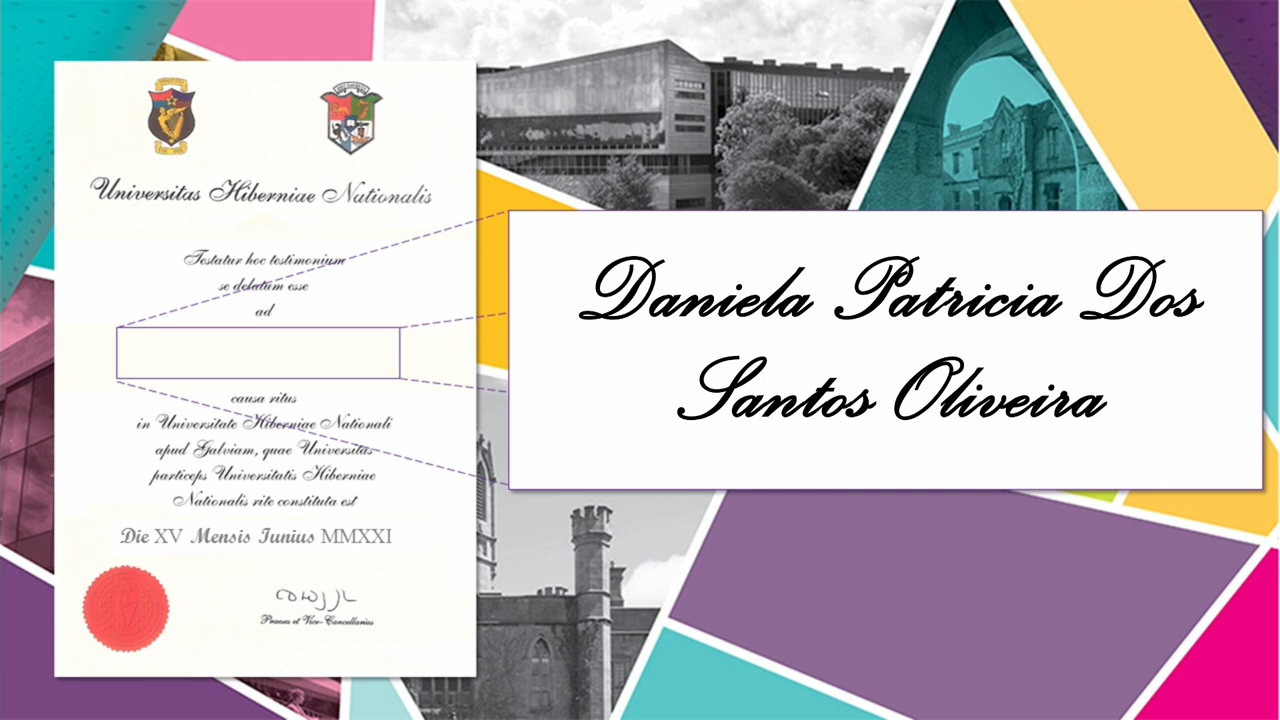 Universitas Hiberniae Nationalis
Testatur hoc testimonium
se delatum esse
ad
causa ritus
in Universitate Hiberniae Nationali
apud Galviam, quae Universitas
particeps Universitatis Hiberniae
Nationalis rite constituta est
Die XV Mensis Iunius MMXXI
Praeses et Vice-Cancellarius
Daniela Patricia Dos
Santos Oliveira